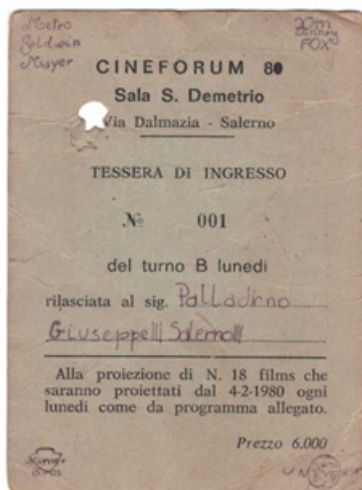 Metro
Goldwin
Mayer
20th
FOX
CINEFORUM 80
Sala S. Demetrio
Via Dalmazia - Salerno
TESSERA DI INGRESSO
№ 001
del turno B lunedì
rilasciata al sig. Palladino
Giuseppe Salerno
Alla proiezione di N. 18 films che
saranno proiettati dal 4-2-1980 ogni
lunedì come da programma allegato.
Prezzo 6.000